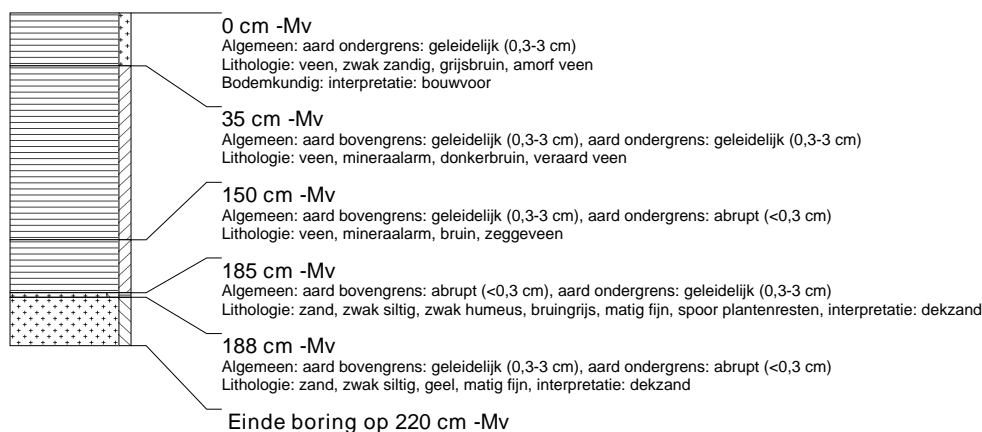 0 cm -Mv
Algemeen: aard ondergrens: geleidelijk (0,3-3 cm)
Lithologie: veen, zwak zandig, grijsbruin, amorf veen
Bodemkundig: interpretatie: bouwvoor
35 cm -Mv
Algemeen: aard bovengrens: geleidelijk (0,3-3 cm), aard ondergrens: geleidelijk (0,3-3 cm)
Lithologie: veen, mineraalarm, donkerbruin, veraard veen
150 cm -Mv
Algemeen: aard bovengrens: geleidelijk (0,3-3 cm), aard ondergrens: abrupt (<0,3 cm)
Lithologie: veen, mineraalarm, bruin, zeggeveen
185 cm -Mv
Algemeen: aard bovengrens: abrupt (<0,3 cm), aard ondergrens: geleidelijk (0,3-3 cm)
Lithologie: zand, zwak siltig, zwak humeus, bruingrijs, matig fijn, spoor plantenresten, interpretatie: dekzand
188 cm -Mv
Algemeen: aard bovengrens: geleidelijk (0,3-3 cm), aard ondergrens: abrupt (<0,3 cm)
Lithologie: zand, zwak siltig, geel, matig fijn, interpretatie: dekzand
Einde boring op 220 cm -Mv